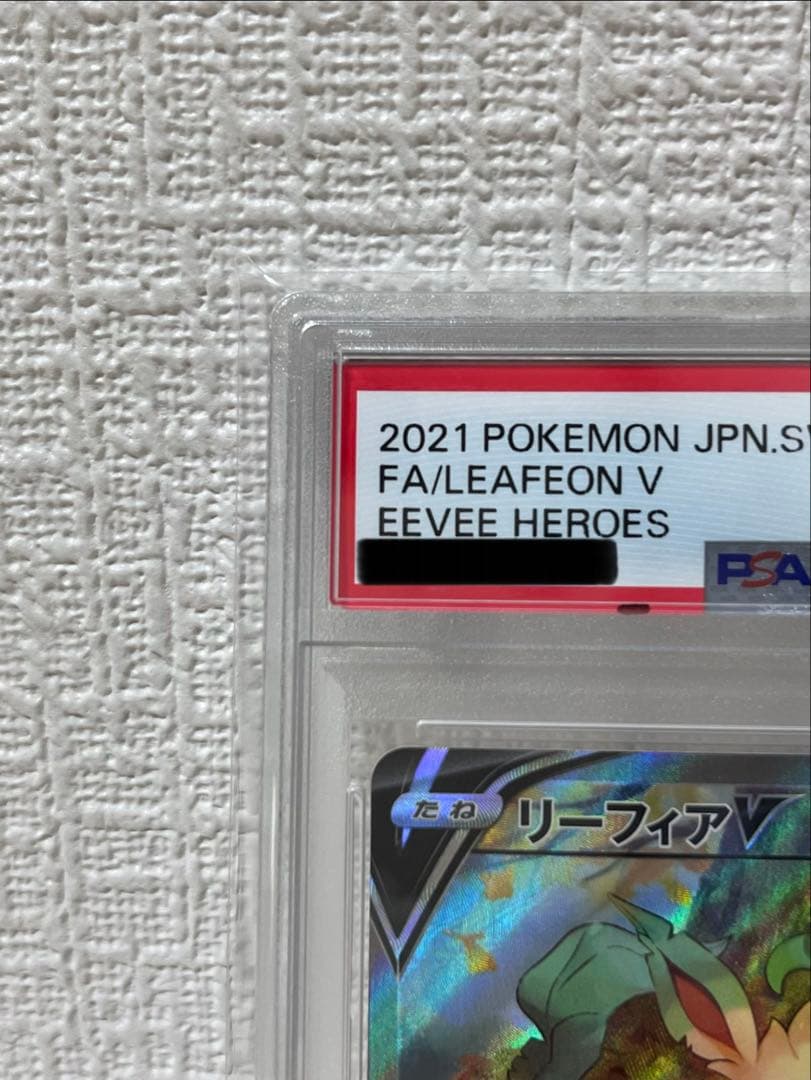 2021 POKEMON JPN.SW
FA/LEAFEON V
EEVEE HEROES
PSA
たね リーフィアV